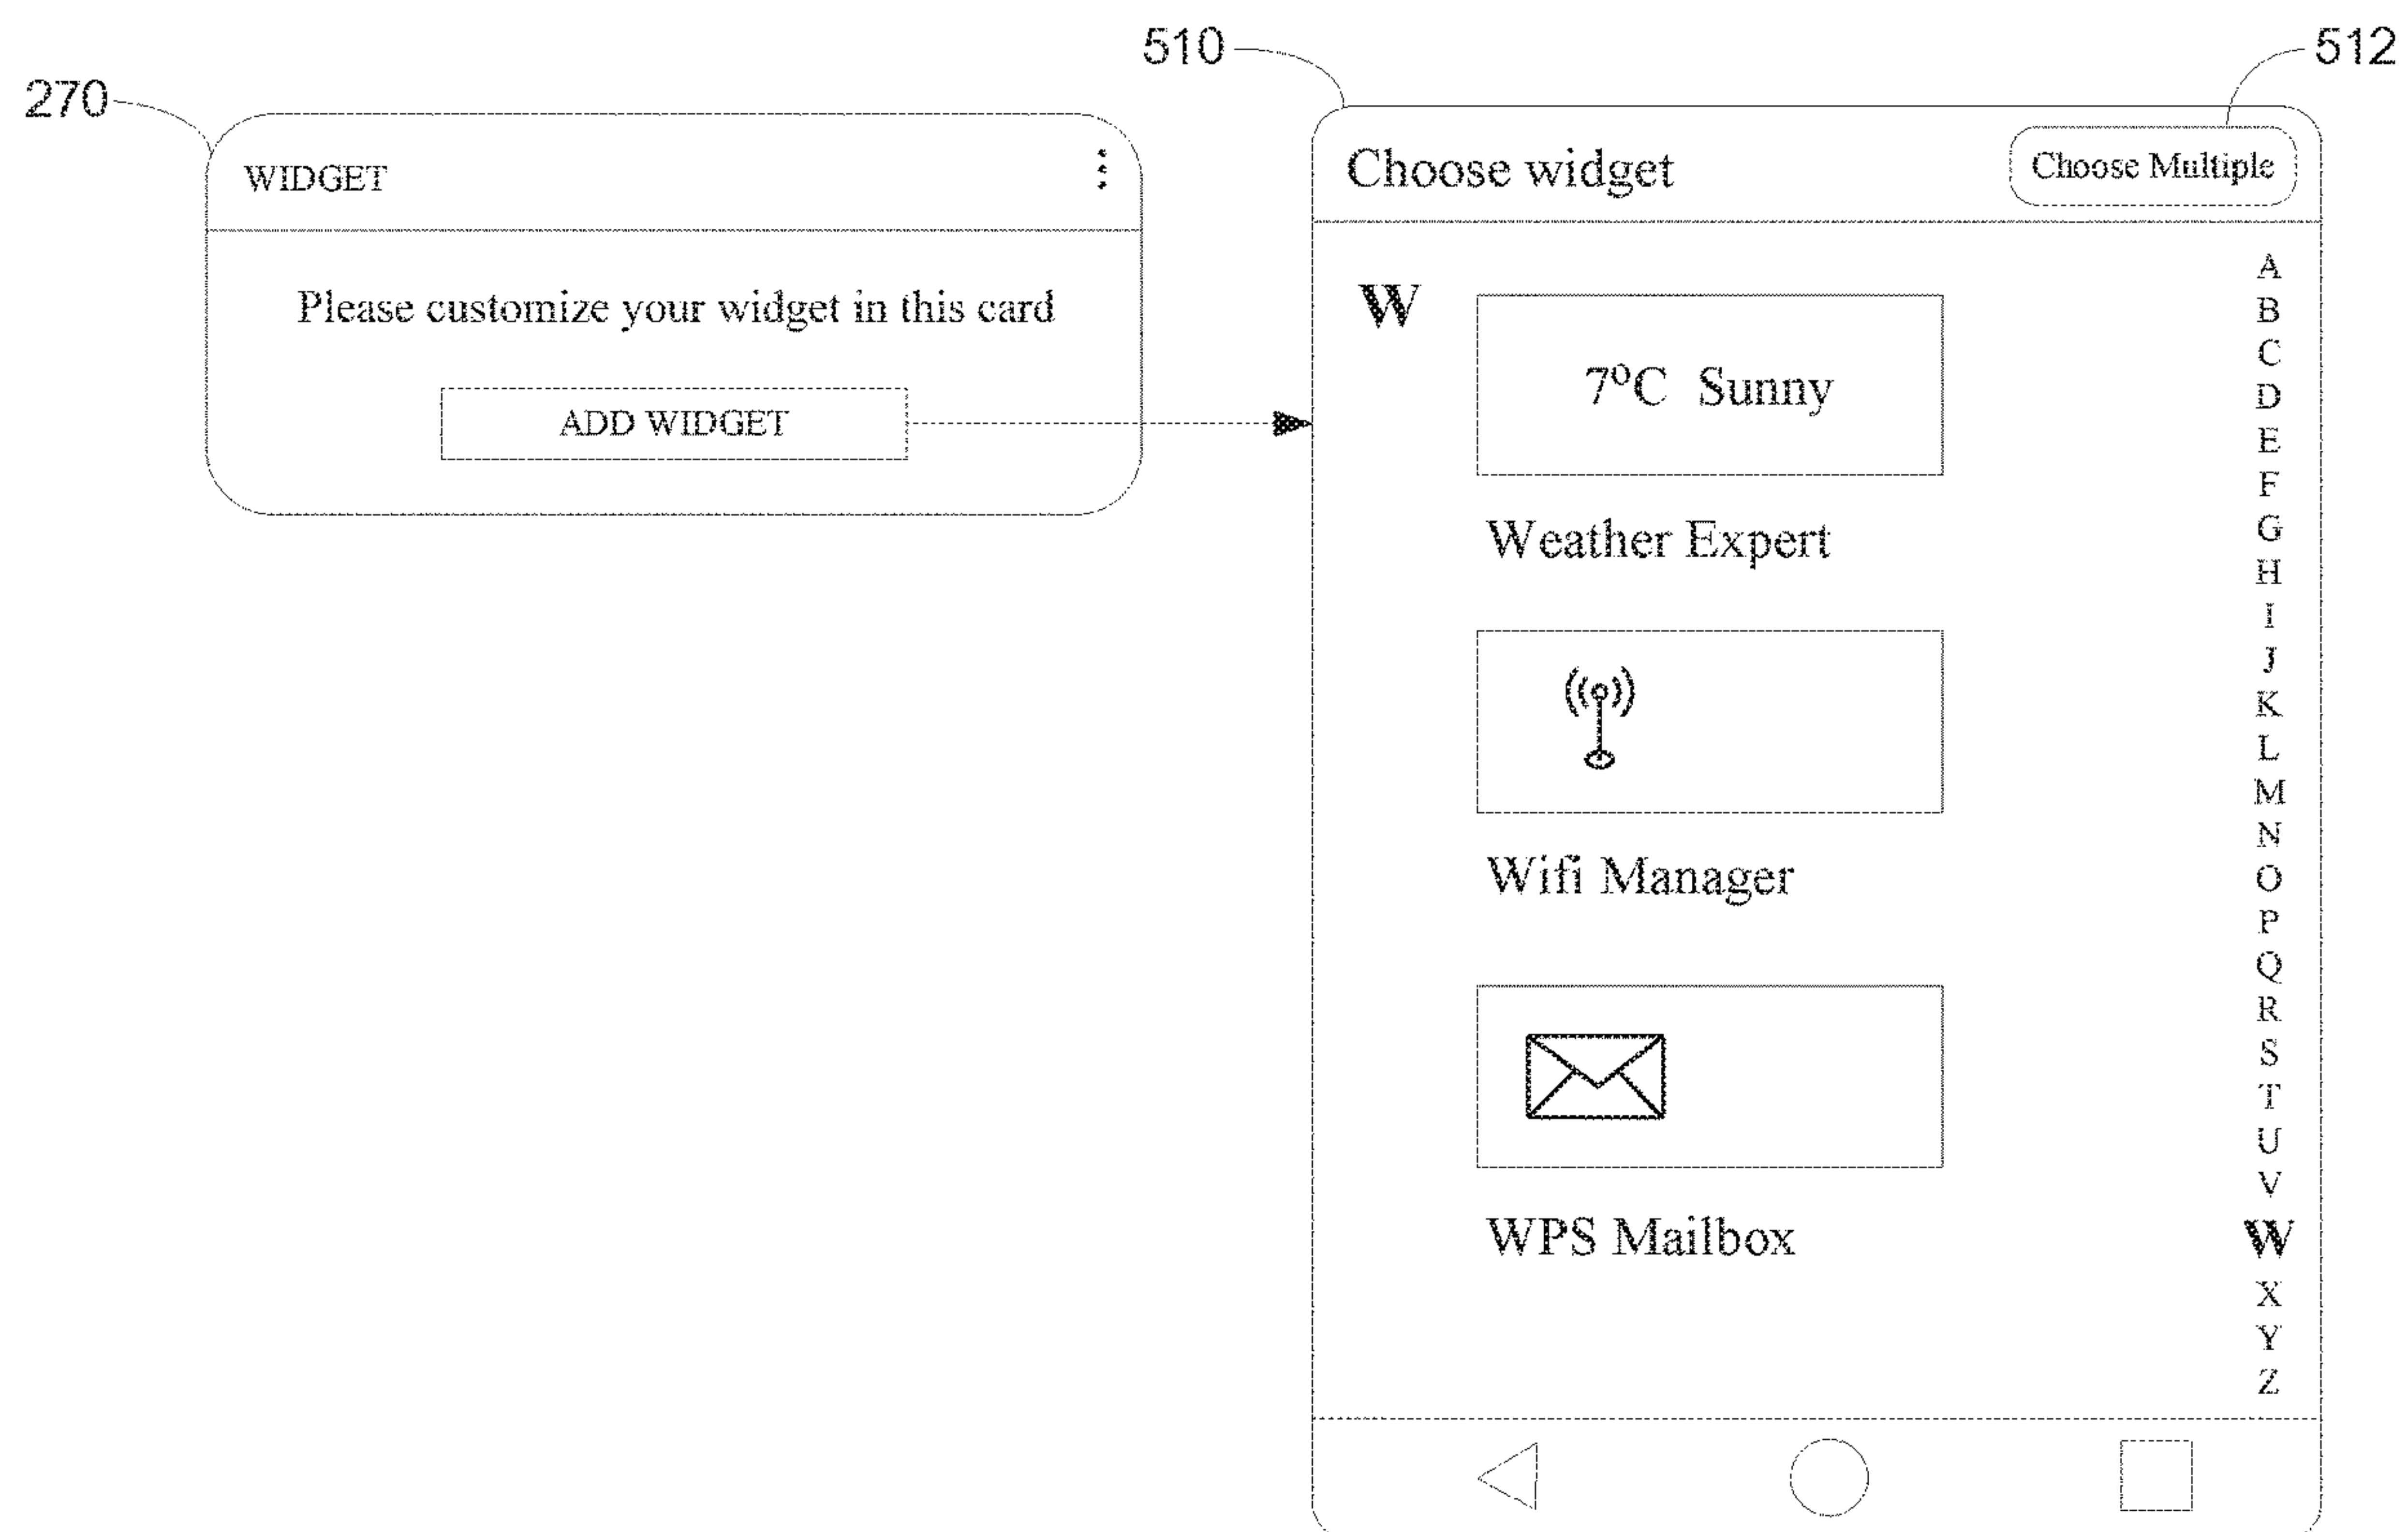 270
510
512
WIDGET
Please customize your widget in this card
ADD WIDGET
Choose widget
Choose Multiple
W
7°C Sunny
Weather Expert
Wifi Manager
WPS Mailbox
A
B
C
D
E
F
G
H
I
J
K
L
M
N
O
P
Q
R
S
T
U
V
W
X
Y
Z